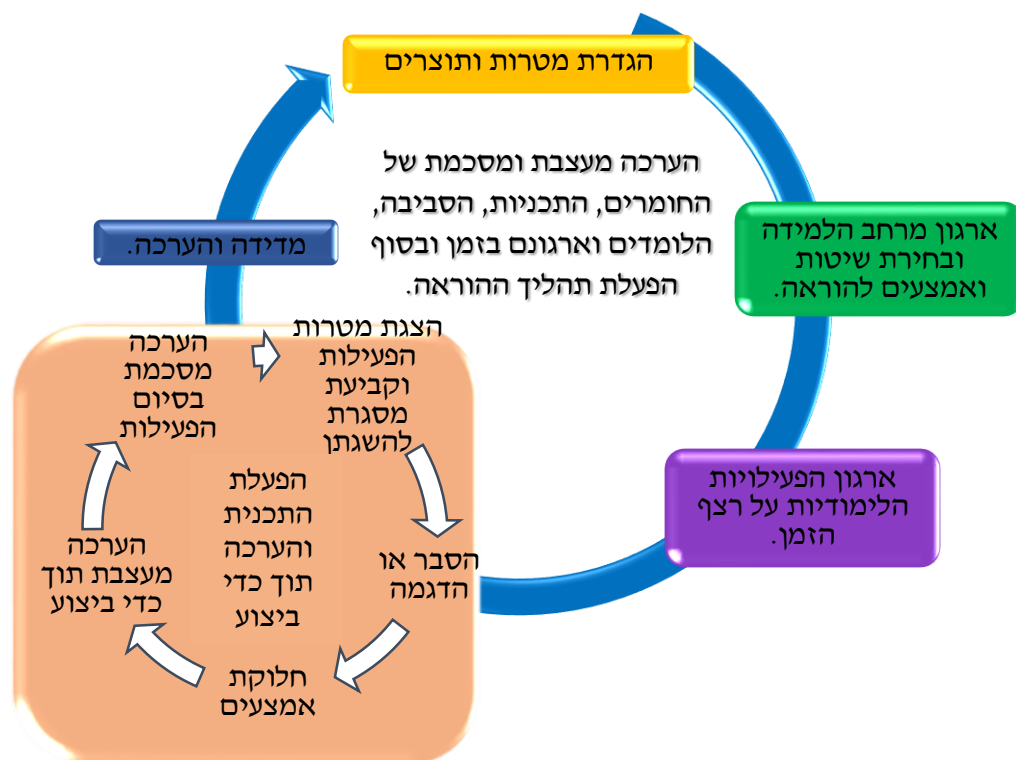 הגדרת מטרות ותוצרים
הערכה מעצבת ומסכמת של
החומרים, התכניות, הסביבה,
הלומדים וארגונם בזמן ובסוף
הפעלת תהליך ההוראה.
ארגון מרחב הלמידה
ובחירת שיטות
ואמצעים להוראה.
ארגון הפעילויות
הלימודיות על רצף
הזמן.
מדידה והערכה.
הצגת מטרות
הפעילות
וקביעת
מסגרת
להשגתן
הסבר או
הדגמה
חלוקת
אמצעים
הערכה
מעצבת תוך
כדי ביצוע
הערכה
מסכמת
בסיום
הפעילות
הפעלת
התכנית
והערכה
תוך כדי
ביצוע